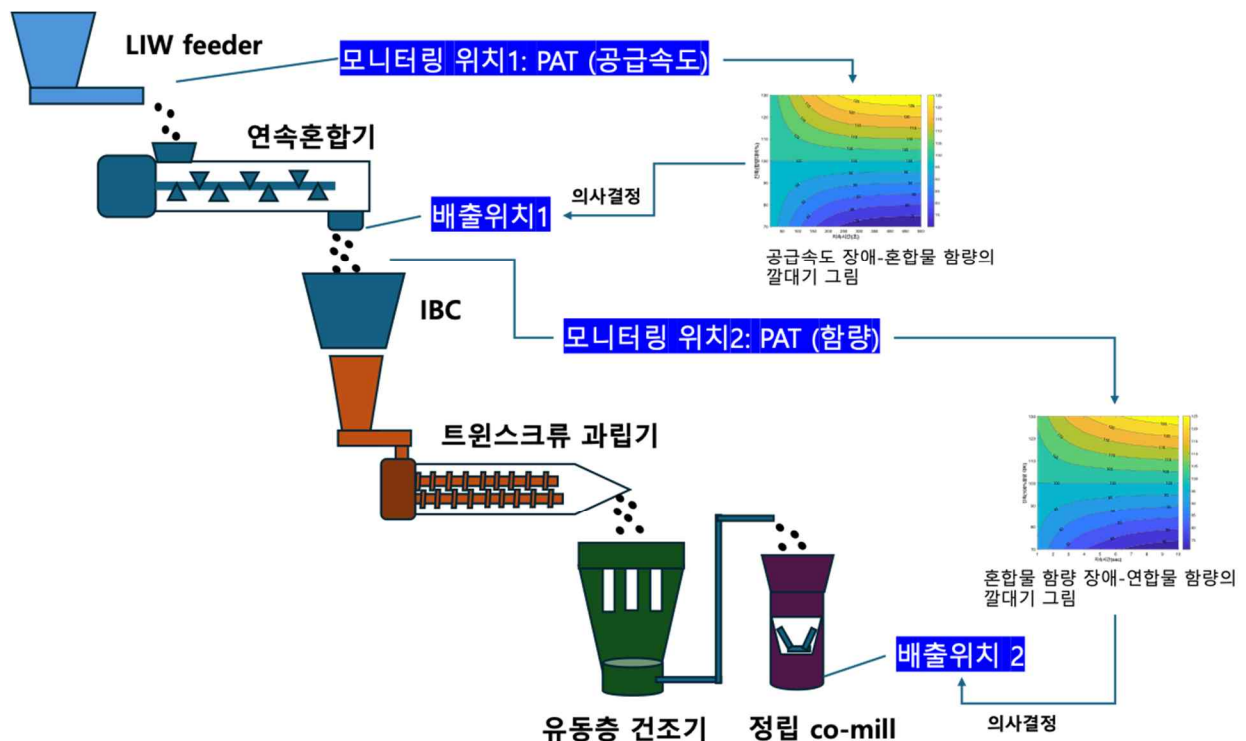 LIW feeder
모니터링 위치1: PAT (공급속도)
연속혼합기
배출위치1
의사결정
공급속도 장애-혼합물 함량의
깔대기 그림
IBC
모니터링 위치2: PAT (함량)
트윈스크류 과립기
혼합물 함량 장애-연합물 함량의
깔대기 그림
배출위치 2
의사결정
유동층 건조기
정립 co-mill